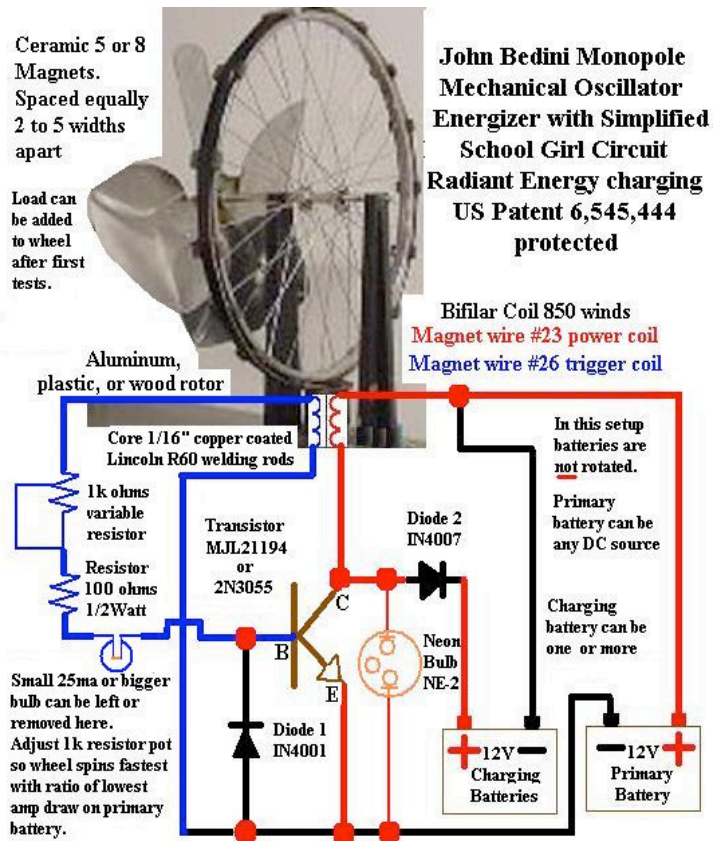 Ceramic 5 or 8
Magnets.
Spaced equally
2 to 5 widths
apart
Load can
be added
to wheel
after first
tests.
John Bedini Monopole
Mechanical Oscillator
Energizer with Simplified
School Girl Circuit
Radiant Energy charging
US Patent 6,545,444
protected
Bifilar Coil 850 winds
Magnet wire #23 power coil
Magnet wire #26 trigger coil
Aluminum,
plastic, or wood rotor
Core 1/16" copper coated
Lincoln R60 welding rods
In this setup
batteries are
not rotated.
Primary
battery can be
any DC source
Charging
battery can be
one or more
1k ohms
variable
resistor
Resistor
100 ohms
1/2Watt
Transistor
MJL21194
or
2N3055
Diode 2
IN4007
C
B
E
Neon
Bulb
NE-2
Small 25ma or bigger
bulb can be left or
removed here.
Adjust 1k resistor pot
so wheel spins fastest
with ratio of lowest
amp draw on primary
battery.
Diode 1
IN4001
+ 12V −
Charging
Batteries
− 12V +
Primary
Battery